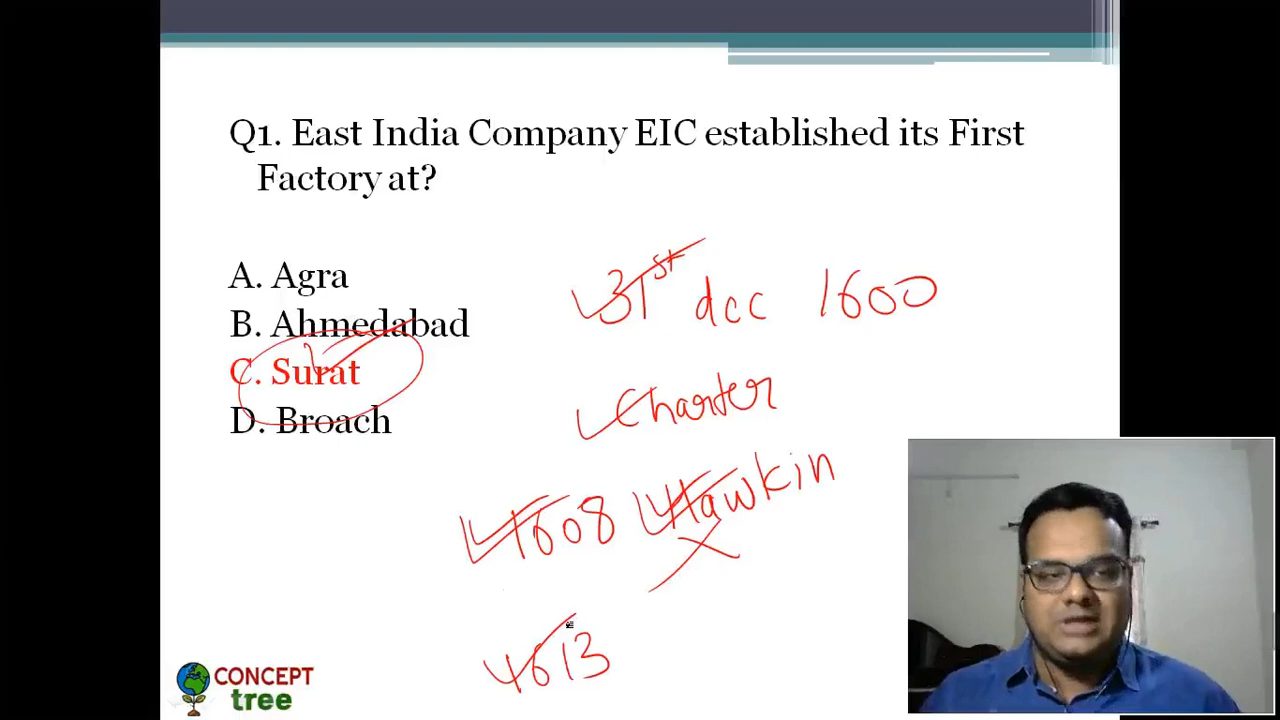 Q1. East India Company EIC established its First
Factory at?
A. Agra
B. Ahmedabad
C. Surat
D. Broach
31st dec 1600
Charter
1608 Hawkin
1613
CONCEPT
tree